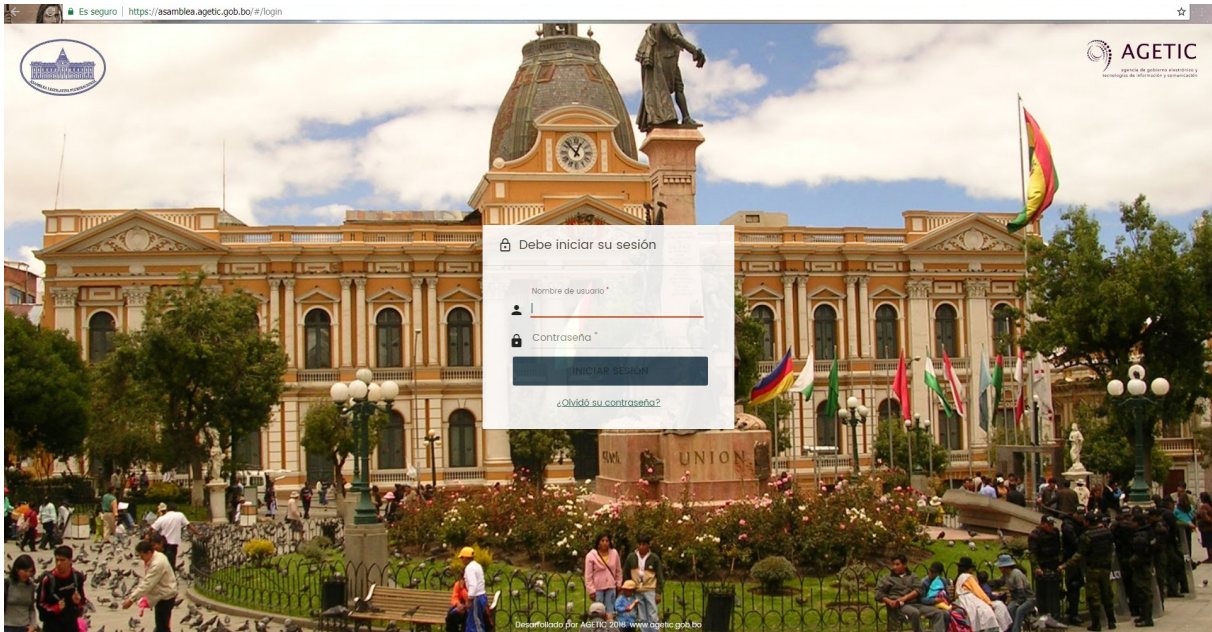 Es seguro
https://asamblea.agetic.gob.bo/#/login
AGETIC
agencia de gobierno electrónico y
tecnologías de información y comunicación
Debe iniciar su sesión
Nombre de usuario *
Contraseña *
INICIAR SESIÓN
¿Olvidó su contraseña?
UNION
Desarrollado por AGETIC 2016. www.agetic.gob.bo